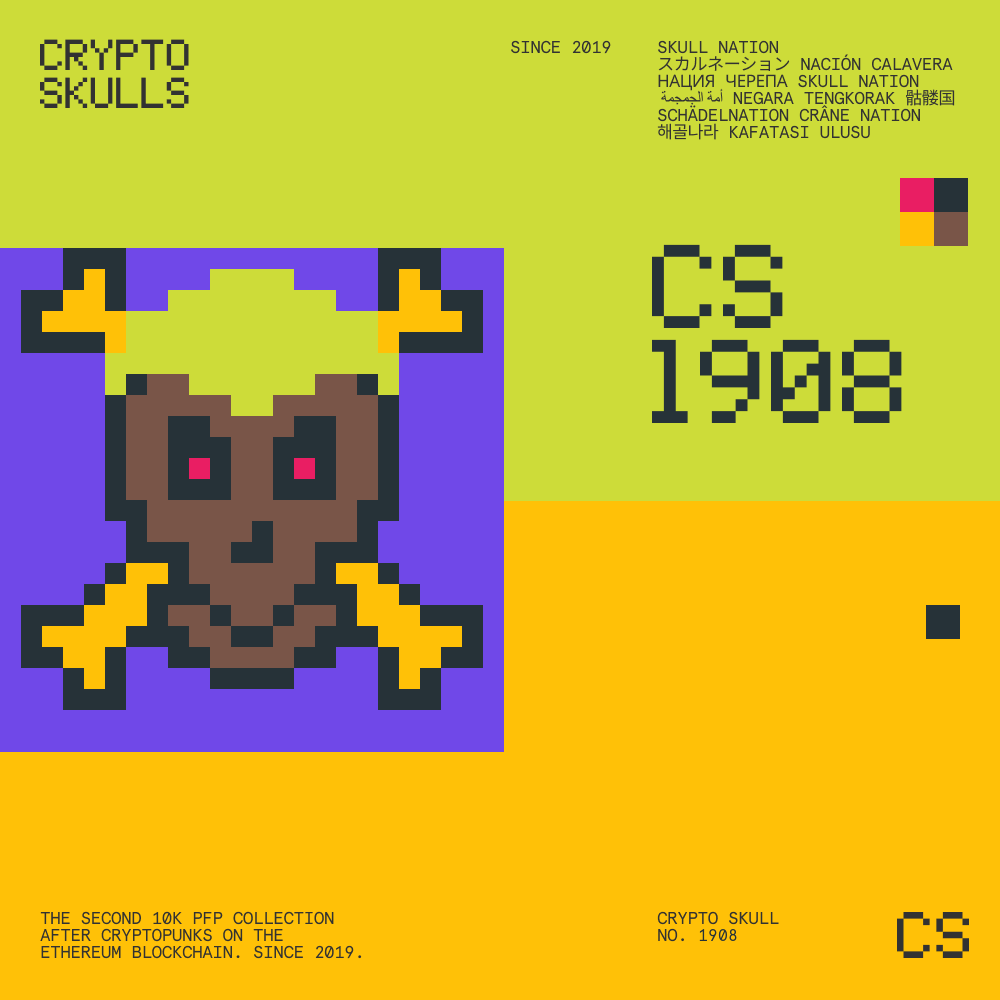 CRYPTO
SKULLS
SINCE 2019
SKULL NATION
スカルネーション NACIÓN CALAVERA
НАЦИЯ ЧЕРЕПА SKULL NATION
أمة الجمجمة NEGARA TENGKORAK 骷髅国
SCHÄDELNATION CRÂNE NATION
해골나라 KAFATASI ULUSU
CS
1908
THE SECOND 10K PFP COLLECTION
AFTER CRYPTOPUNKS ON THE
ETHEREUM BLOCKCHAIN. SINCE 2019.
CRYPTO SKULL
NO. 1908
CS